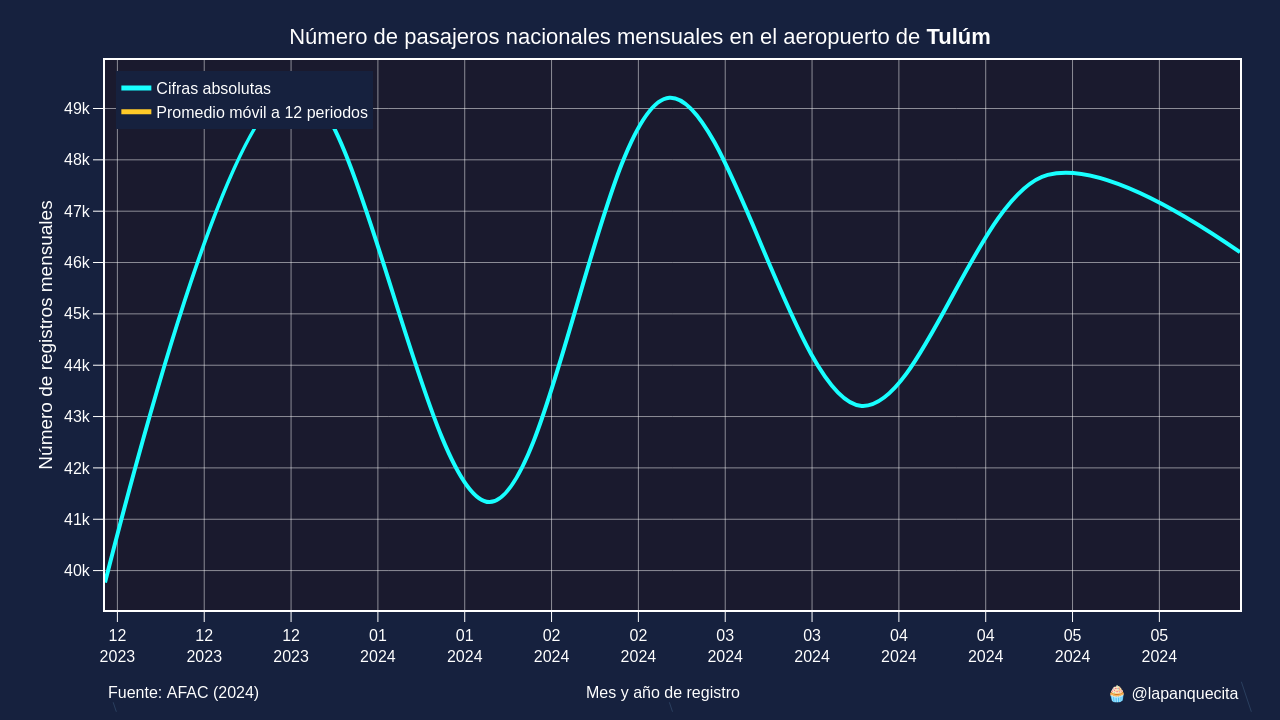 Número de pasajeros nacionales mensuales en el aeropuerto de Tulúm
Cifras absolutas
Promedio móvil a 12 periodos
Número de registros mensuales
49k
48k
47k
46k
45k
44k
43k
42k
41k
40k
12 12 12 01 01 02 02 03 03 04 04 05 05
2023 2023 2023 2024 2024 2024 2024 2024 2024 2024 2024 2024 2024
Fuente: AFAC (2024)
Mes y año de registro
🧁 @lapanquecita